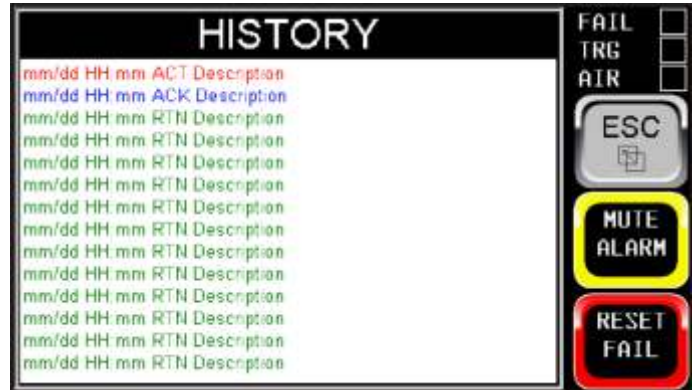 HISTORY
mm/dd HH:mm ACT Description
mm/dd HH:mm ACK Description
mm/dd HH:mm RTN Description
mm/dd HH:mm RTN Description
mm/dd HH:mm RTN Description
mm/dd HH:mm RTN Description
mm/dd HH:mm RTN Description
mm/dd HH:mm RTN Description
mm/dd HH:mm RTN Description
mm/dd HH:mm RTN Description
mm/dd HH:mm RTN Description
mm/dd HH:mm RTN Description
mm/dd HH:mm RTN Description
mm/dd HH:mm RTN Description
FAIL
TRG
AIR
ESC
MUTE
ALARM
RESET
FAIL